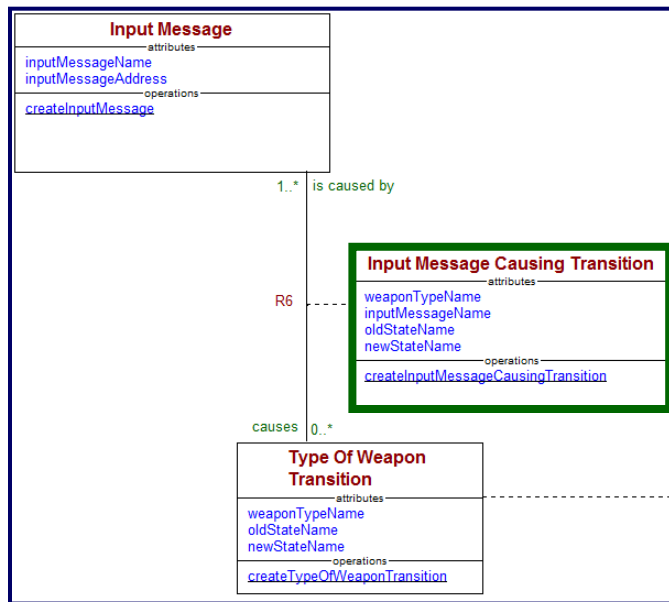 Input Message
attributes
inputMessageName
inputMessageAddress
operations
createInputMessage
1..* is caused by
Input Message Causing Transition
attributes
weaponTypeName
inputMessageName
oldStateName
newStateName
operations
createInputMessageCausingTransition
R6
causes 0..*
Type Of Weapon
Transition
attributes
weaponTypeName
oldStateName
newStateName
operations
createTypeOfWeaponTransition